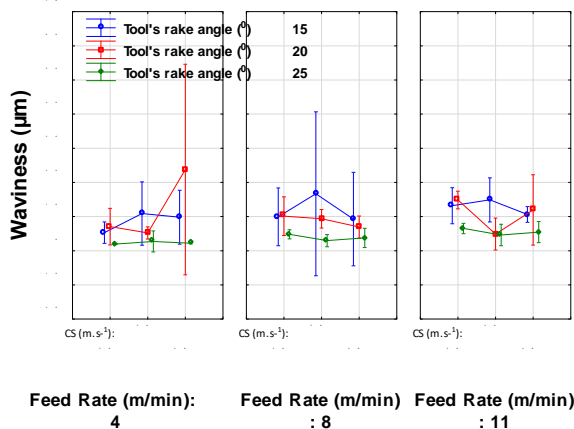 Tool's rake angle (⁰) 15
Tool's rake angle (⁰) 20
Tool's rake angle (⁰) 25
Waviness (µm)
CS (m.s-¹): CS (m.s-¹): CS (m.s-¹):
Feed Rate (m/min): Feed Rate (m/min) Feed Rate (m/min)
4 : 8 : 11